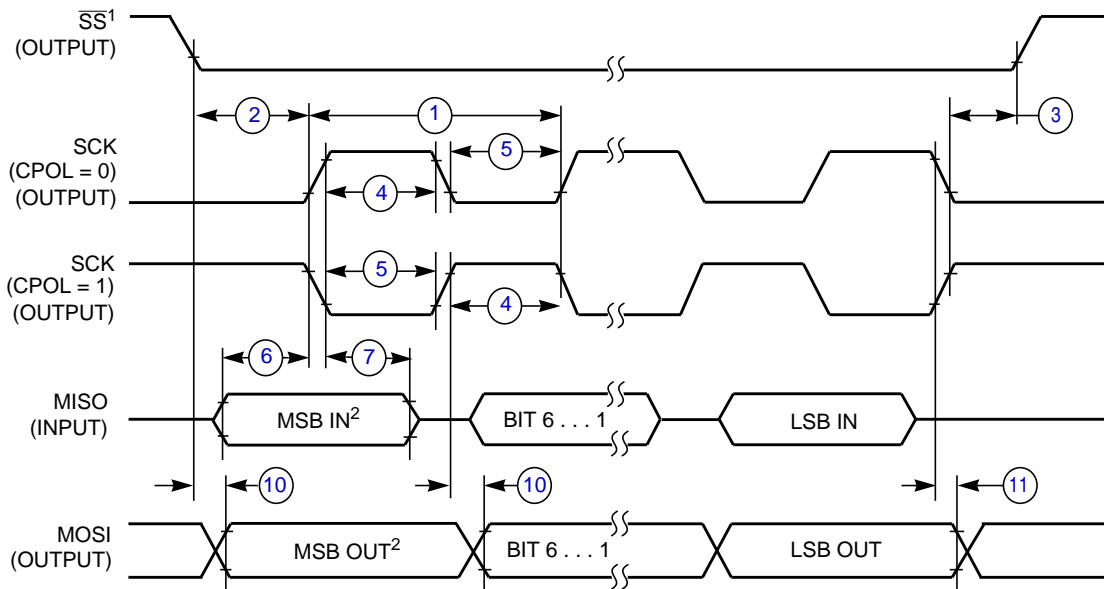 SS¹
(OUTPUT)
2
1
3
SCK
(CPOL = 0)
(OUTPUT)
5
4
SCK
(CPOL = 1)
(OUTPUT)
5
4
6
7
MISO
(INPUT)
MSB IN²
BIT 6 . . . 1
LSB IN
10
10
11
MOSI
(OUTPUT)
MSB OUT²
BIT 6 . . . 1
LSB OUT